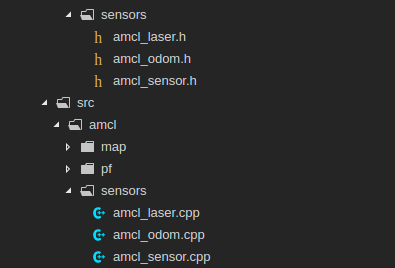 sensors
h amcl_laser.h
h amcl_odom.h
h amcl_sensor.h
src
amcl
map
pf
sensors
C+ amcl_laser.cpp
C+ amcl_odom.cpp
C+ amcl_sensor.cpp